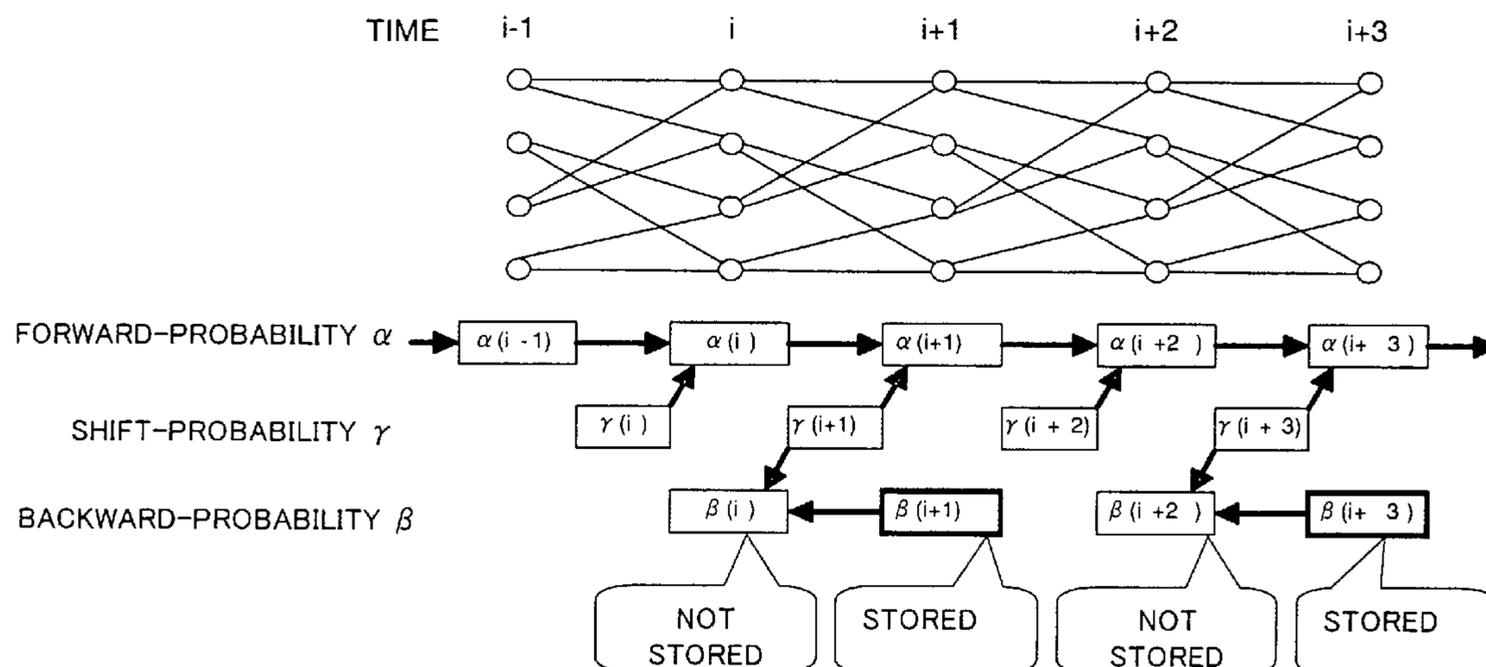 TIME i-1 i i+1 i+2 i+3
FORWARD-PROBABILITY α α(i -1) α(i ) α(i+1) α(i +2 ) α(i+ 3 )
SHIFT-PROBABILITY γ γ(i ) γ(i+1) γ(i + 2) γ(i + 3)
BACKWARD-PROBABILITY β β(i ) β(i+1) β(i +2 ) β(i+ 3 )
NOT STORED
STORED
NOT STORED
STORED